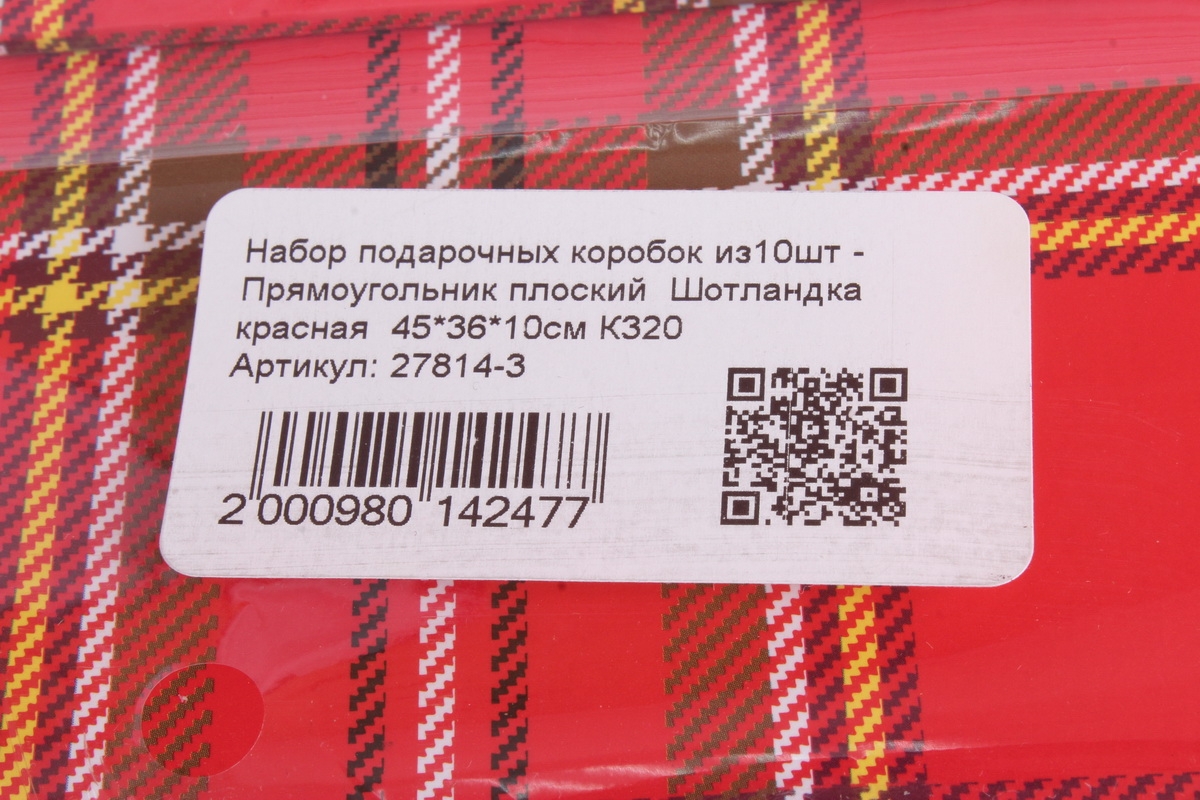 Набор подарочных коробок из10шт -
Прямоугольник плоский Шотландка
красная 45*36*10см К320
Артикул: 27814-3
2 000980 142477